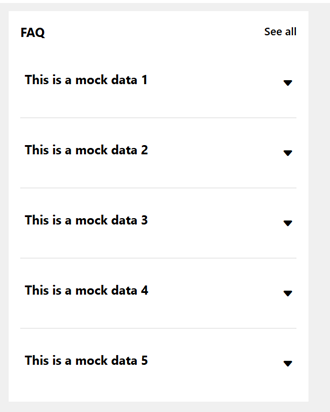 FAQ See all
This is a mock data 1
This is a mock data 2
This is a mock data 3
This is a mock data 4
This is a mock data 5